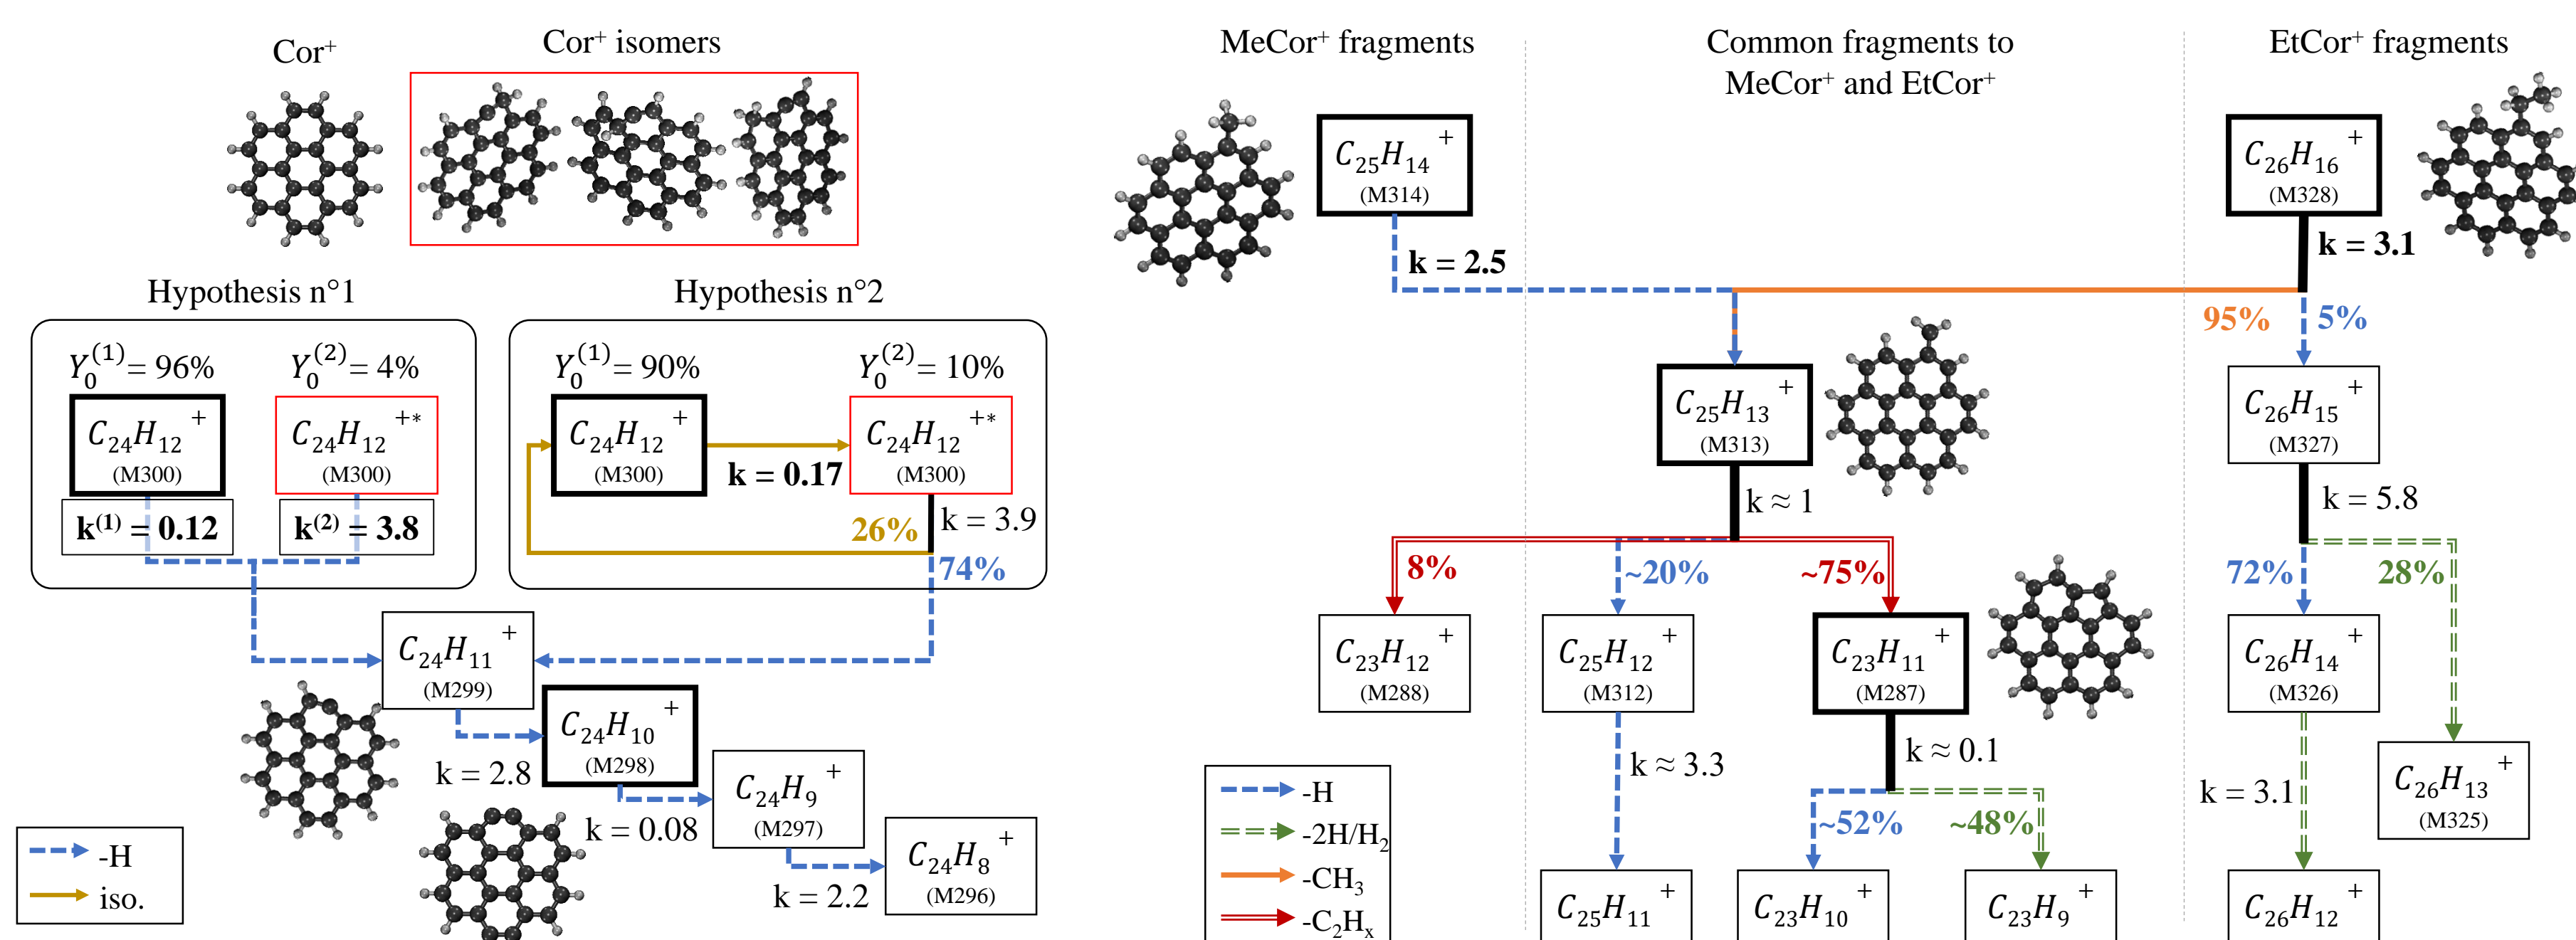 Cor⁺
Cor⁺ isomers
Hypothesis n°1
Hypothesis n°2
Y₀⁽¹⁾= 96%
Y₀⁽²⁾= 4%
Y₀⁽¹⁾= 90%
Y₀⁽²⁾= 10%
C₂₄H₁₂⁺
(M300)
C₂₄H₁₂⁺*
(M300)
C₂₄H₁₂⁺
(M300)
C₂₄H₁₂⁺*
(M300)
k⁽¹⁾ = 0.12
k⁽²⁾ = 3.8
k = 0.17
26%
k = 3.9
74%
C₂₄H₁₁⁺
(M299)
k = 2.8
C₂₄H₁₀⁺
(M298)
k = 0.08
C₂₄H₉⁺
(M297)
k = 2.2
C₂₄H₈⁺
(M296)
-H
iso.
MeCor⁺ fragments
Common fragments to
MeCor⁺ and EtCor⁺
EtCor⁺ fragments
C₂₅H₁₄⁺
(M314)
k = 2.5
C₂₆H₁₆⁺
(M328)
k = 3.1
95%
5%
C₂₅H₁₃⁺
(M313)
k ≈ 1
C₂₆H₁₅⁺
(M327)
k = 5.8
8%
~20%
~75%
72%
28%
C₂₃H₁₂⁺
(M288)
C₂₅H₁₂⁺
(M312)
C₂₃H₁₁⁺
(M287)
C₂₆H₁₄⁺
(M326)
k ≈ 3.3
k ≈ 0.1
k = 3.1
C₂₆H₁₃⁺
(M325)
~52%
~48%
C₂₅H₁₁⁺
C₂₃H₁₀⁺
C₂₃H₉⁺
C₂₆H₁₂⁺
-H
-2H/H₂
-CH₃
-C₂Hₓ